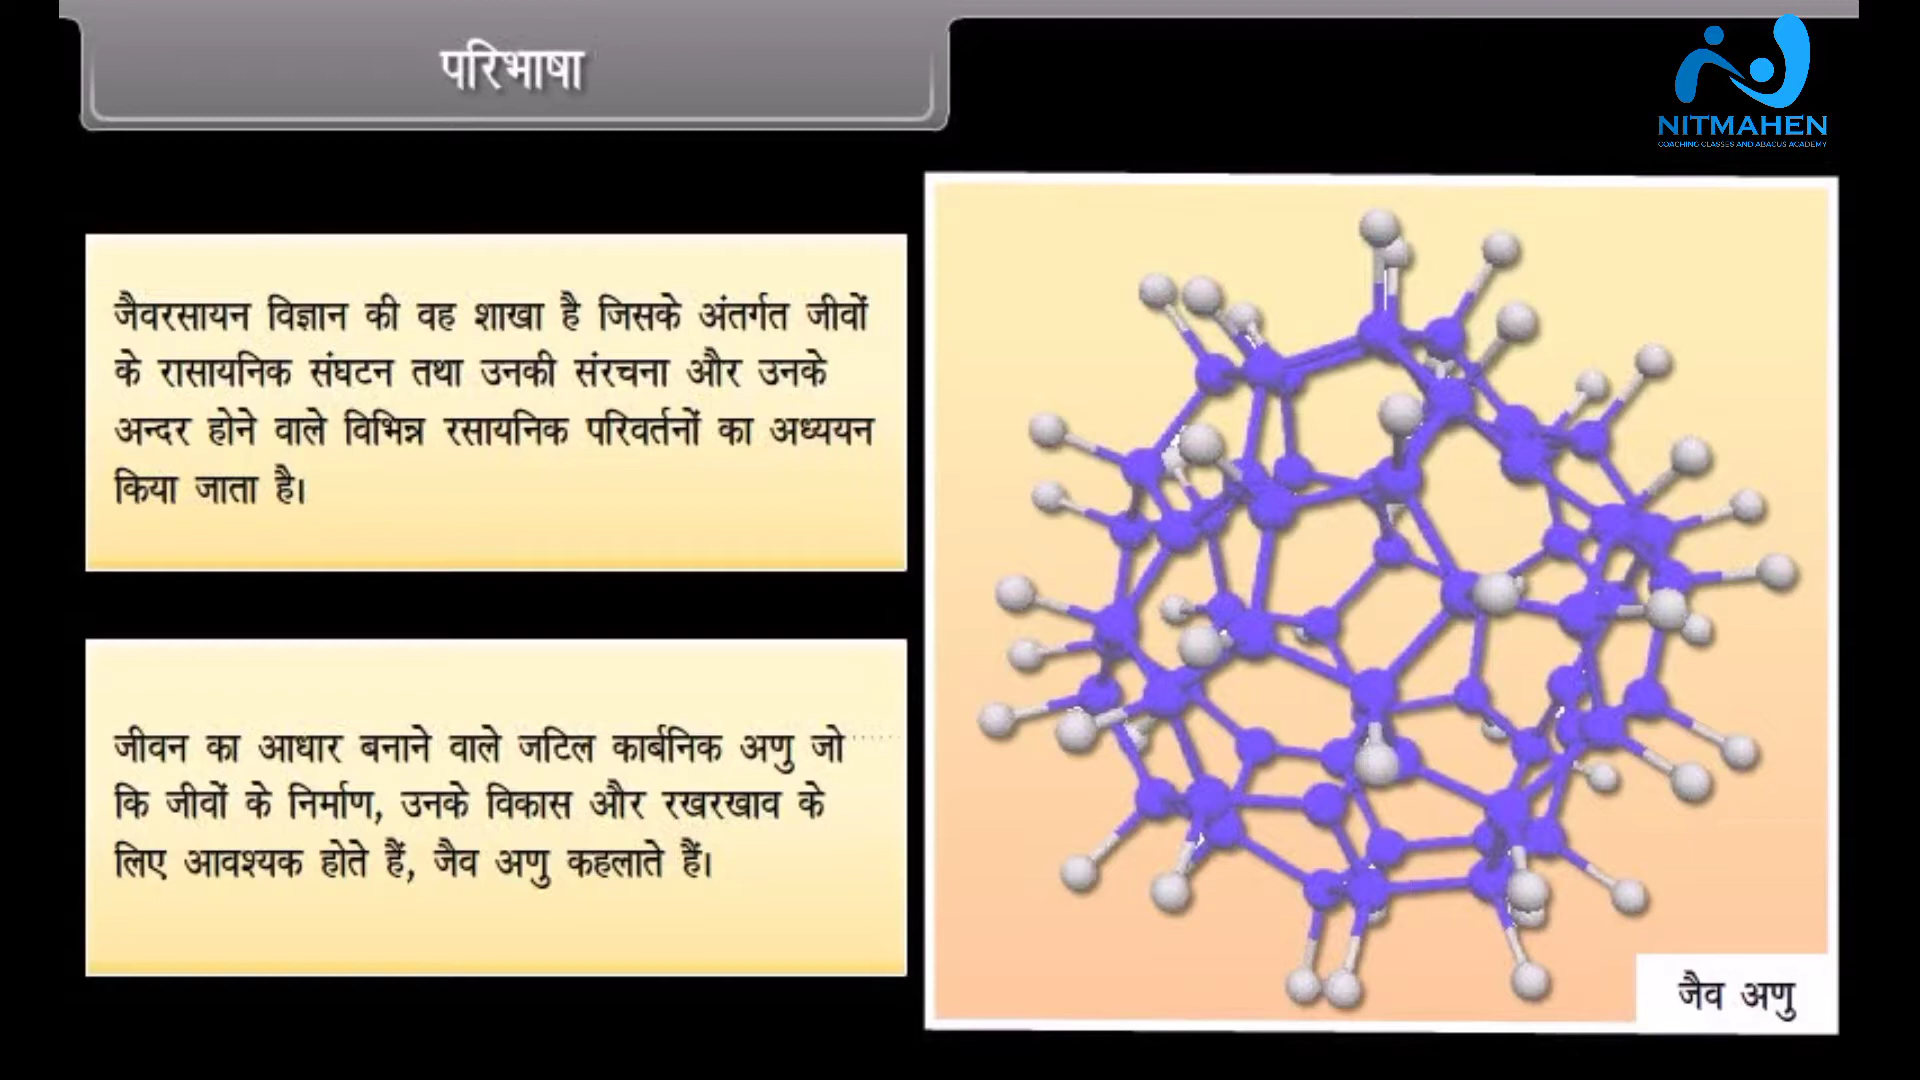 परिभाषा
NITMAHEN
COACHING CLASSES AND ABACUS ACADEMY
जैवरसायन विज्ञान की वह शाखा है जिसके अंतर्गत जीवों
के रासायनिक संघटन तथा उनकी संरचना और उनके
अन्दर होने वाले विभिन्न रसायनिक परिवर्तनों का अध्ययन
किया जाता है।
जीवन का आधार बनाने वाले जटिल कार्बनिक अणु जो
कि जीवों के निर्माण, उनके विकास और रखरखाव के
लिए आवश्यक होते हैं, जैव अणु कहलाते हैं।
जैव अणु